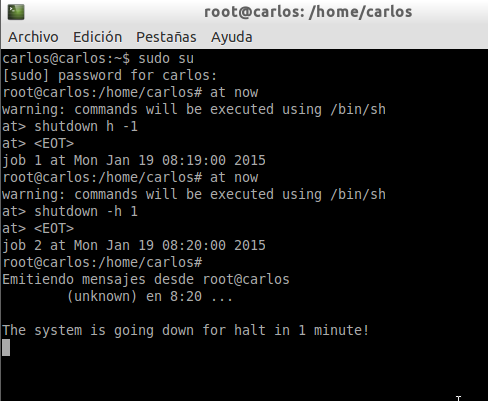 root@carlos: /home/carlos
Archivo Edición Pestañas Ayuda
carlos@carlos:~$ sudo su
[sudo] password for carlos:
root@carlos:/home/carlos# at now
warning: commands will be executed using /bin/sh
at> shutdown h -1
at> <EOT>
job 1 at Mon Jan 19 08:19:00 2015
root@carlos:/home/carlos# at now
warning: commands will be executed using /bin/sh
at> shutdown -h 1
at> <EOT>
job 2 at Mon Jan 19 08:20:00 2015
root@carlos:/home/carlos#
Emitiendo mensajes desde root@carlos
(unknown) en 8:20 ...
The system is going down for halt in 1 minute!